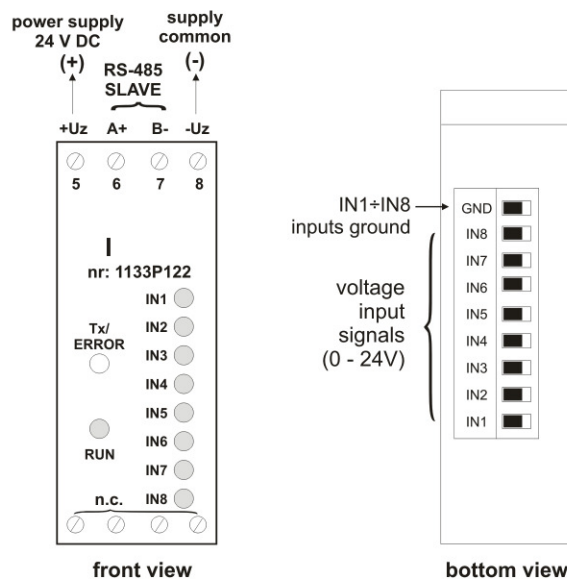 power supply
24 V DC
(+)
supply
common
(-)
RS-485
SLAVE
+Uz A+ B- -Uz
5 6 7 8
I
nr: 1133P122
IN1
IN2
IN3
IN4
IN5
IN6
IN7
IN8
Tx/
ERROR
RUN
n.c.
front view
IN1÷IN8
inputs ground
voltage
input
signals
(0 - 24V)
GND
IN8
IN7
IN6
IN5
IN4
IN3
IN2
IN1
bottom view